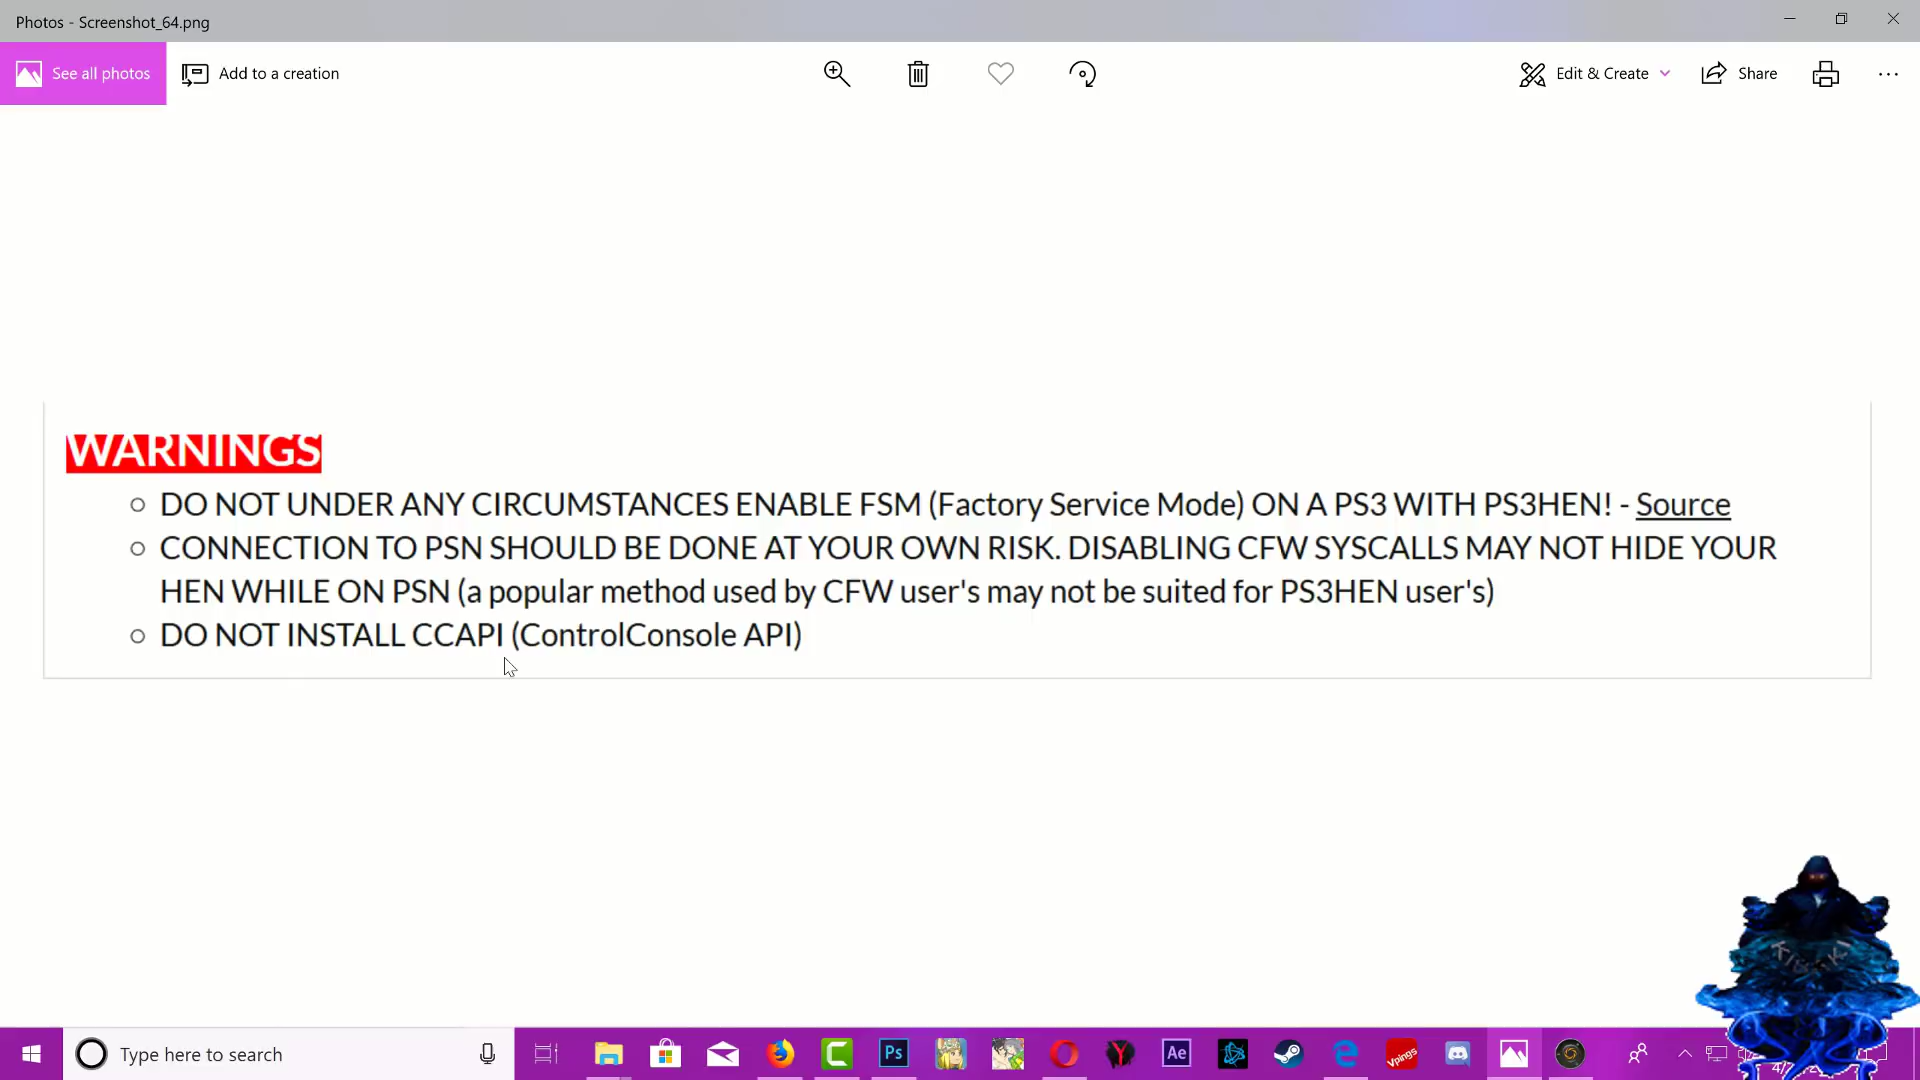 Photos - Screenshot_64.png
See all photos
Add to a creation
Edit & Create
Share
WARNINGS
DO NOT UNDER ANY CIRCUMSTANCES ENABLE FSM (Factory Service Mode) ON A PS3 WITH PS3HEN! - Source
CONNECTION TO PSN SHOULD BE DONE AT YOUR OWN RISK. DISABLING CFW SYSCALLS MAY NOT HIDE YOUR
HEN WHILE ON PSN (a popular method used by CFW user's may not be suited for PS3HEN user's)
DO NOT INSTALL CCAPI (ControlConsole API)
Type here to search
Ps
Ae
Vpings